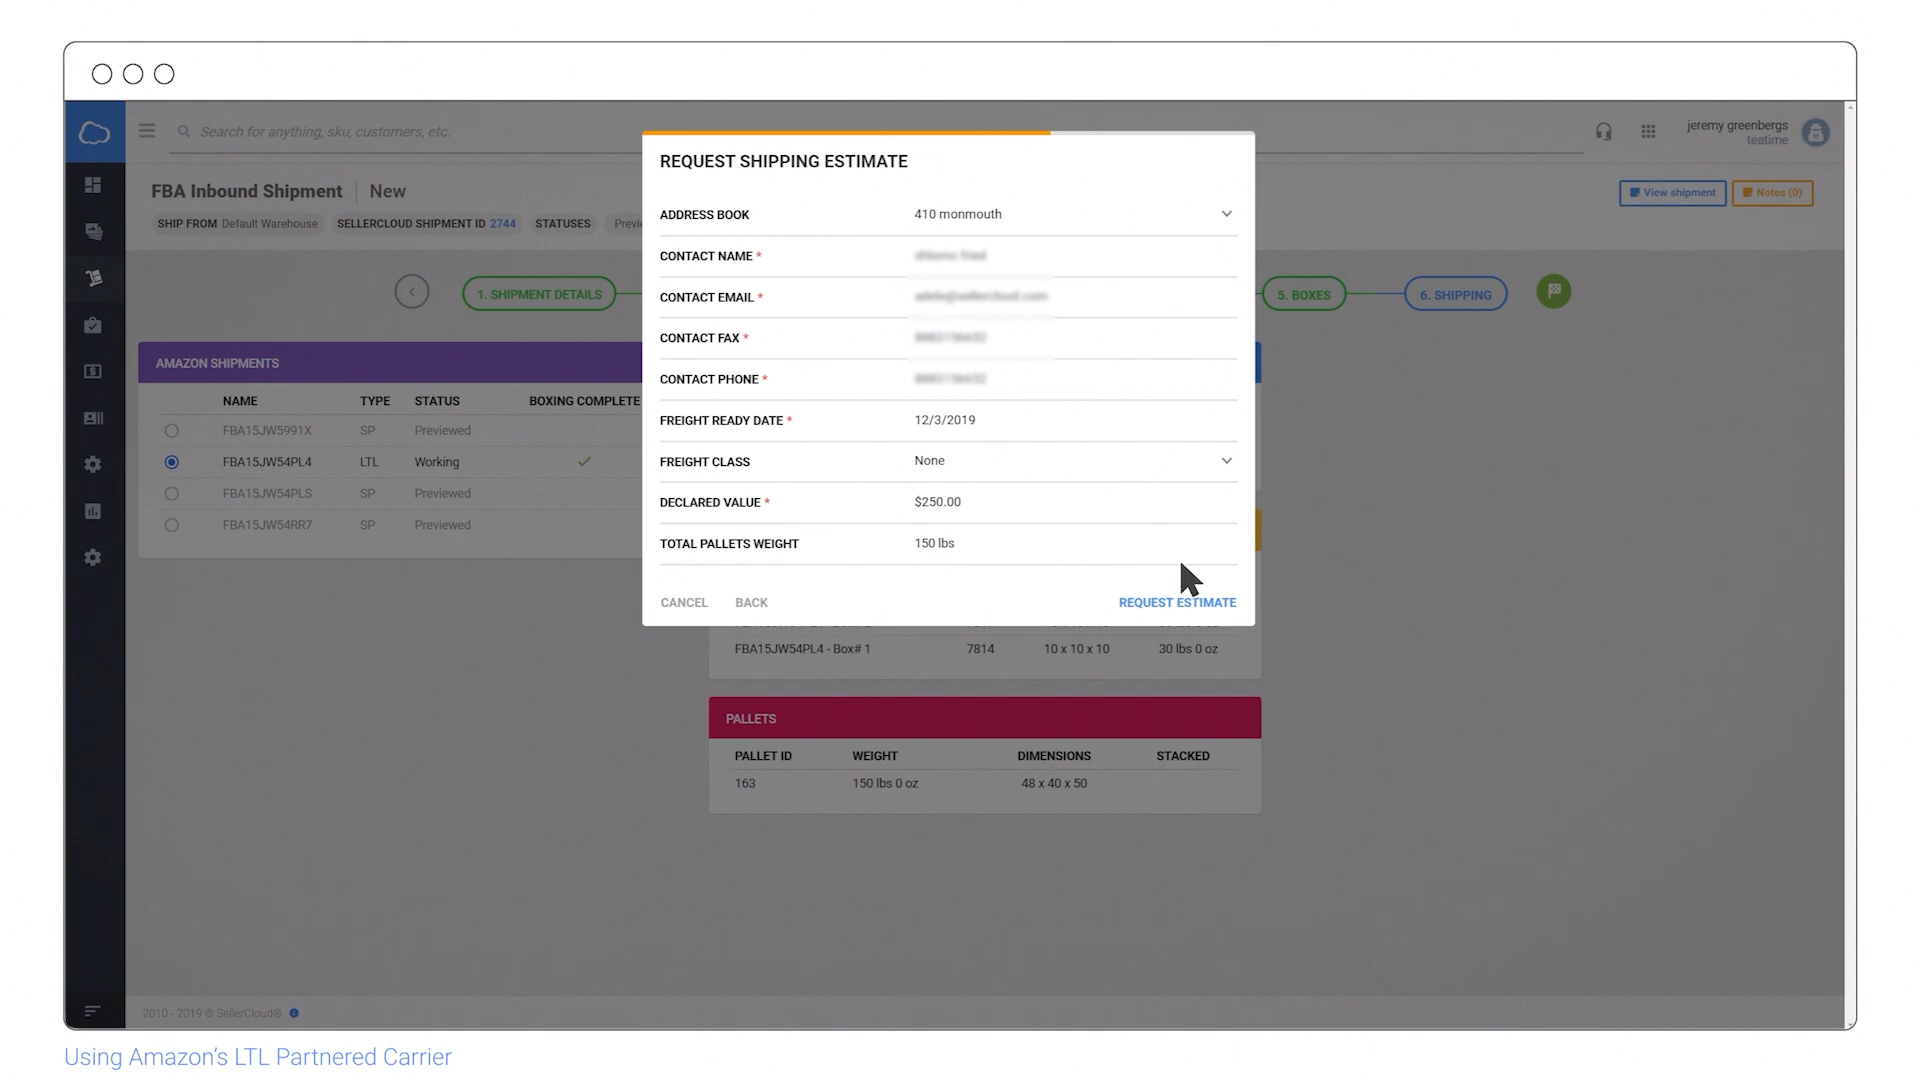 Search for anything, sku, customers, etc.
jeremy greenbergs
teatime
FBA Inbound Shipment New
View shipment
Notes (0)
SHIP FROM Default Warehouse SELLERCLOUD SHIPMENT ID 2744 STATUSES
1. SHIPMENT DETAILS
5. BOXES
6. SHIPPING
AMAZON SHIPMENTS
NAME TYPE STATUS BOXING COMPLETE
FBA15JW5991X SP Previewed
FBA15JW54PL4 LTL Working
FBA15JW54PLS SP Previewed
FBA15JW54RR7 SP Previewed
REQUEST SHIPPING ESTIMATE
ADDRESS BOOK 410 monmouth
CONTACT NAME *
CONTACT EMAIL *
CONTACT FAX *
CONTACT PHONE *
FREIGHT READY DATE * 12/3/2019
FREIGHT CLASS None
DECLARED VALUE * $250.00
TOTAL PALLETS WEIGHT 150 lbs
CANCEL BACK REQUEST ESTIMATE
FBA15JW54PL4 - Box# 1 7814 10 x 10 x 10 30 lbs 0 oz
PALLETS
PALLET ID WEIGHT DIMENSIONS STACKED
163 150 lbs 0 oz 48 x 40 x 50
2010 - 2019 © SellerCloud®
Using Amazon’s LTL Partnered Carrier